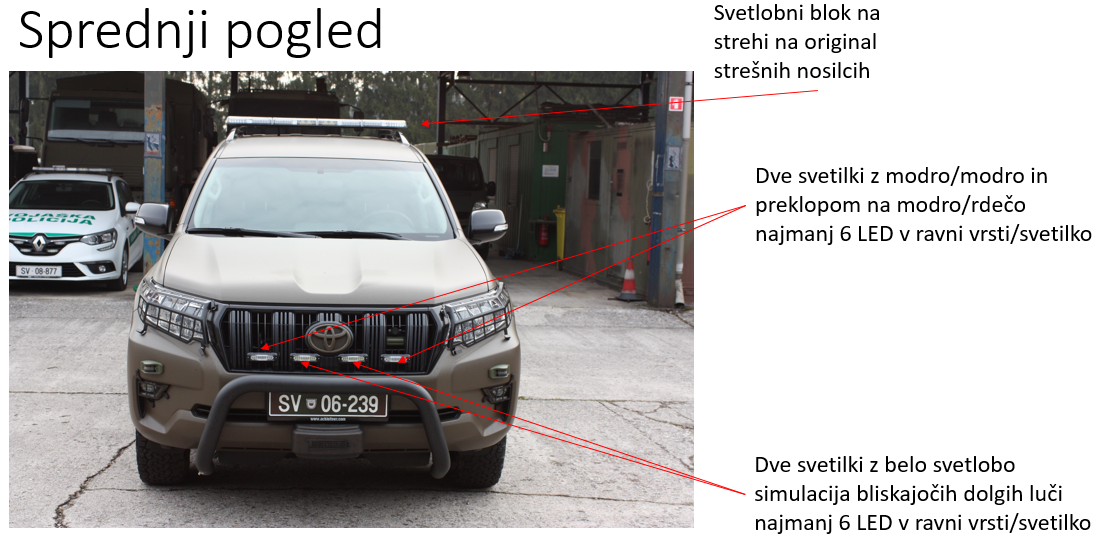 Sprednji pogled
Svetlobni blok na
strehi na original
strešnih nosilcih
Dve svetilki z modro/modro in
preklopom na modro/rdečo
najmanj 6 LED v ravni vrsti/svetilko
Dve svetilki z belo svetlobo
simulacija bliskajočih dolgih luči
najmanj 6 LED v ravni vrsti/svetilko
VOJAŠKA
POLICIJA
SV 08-877
SV 06-239